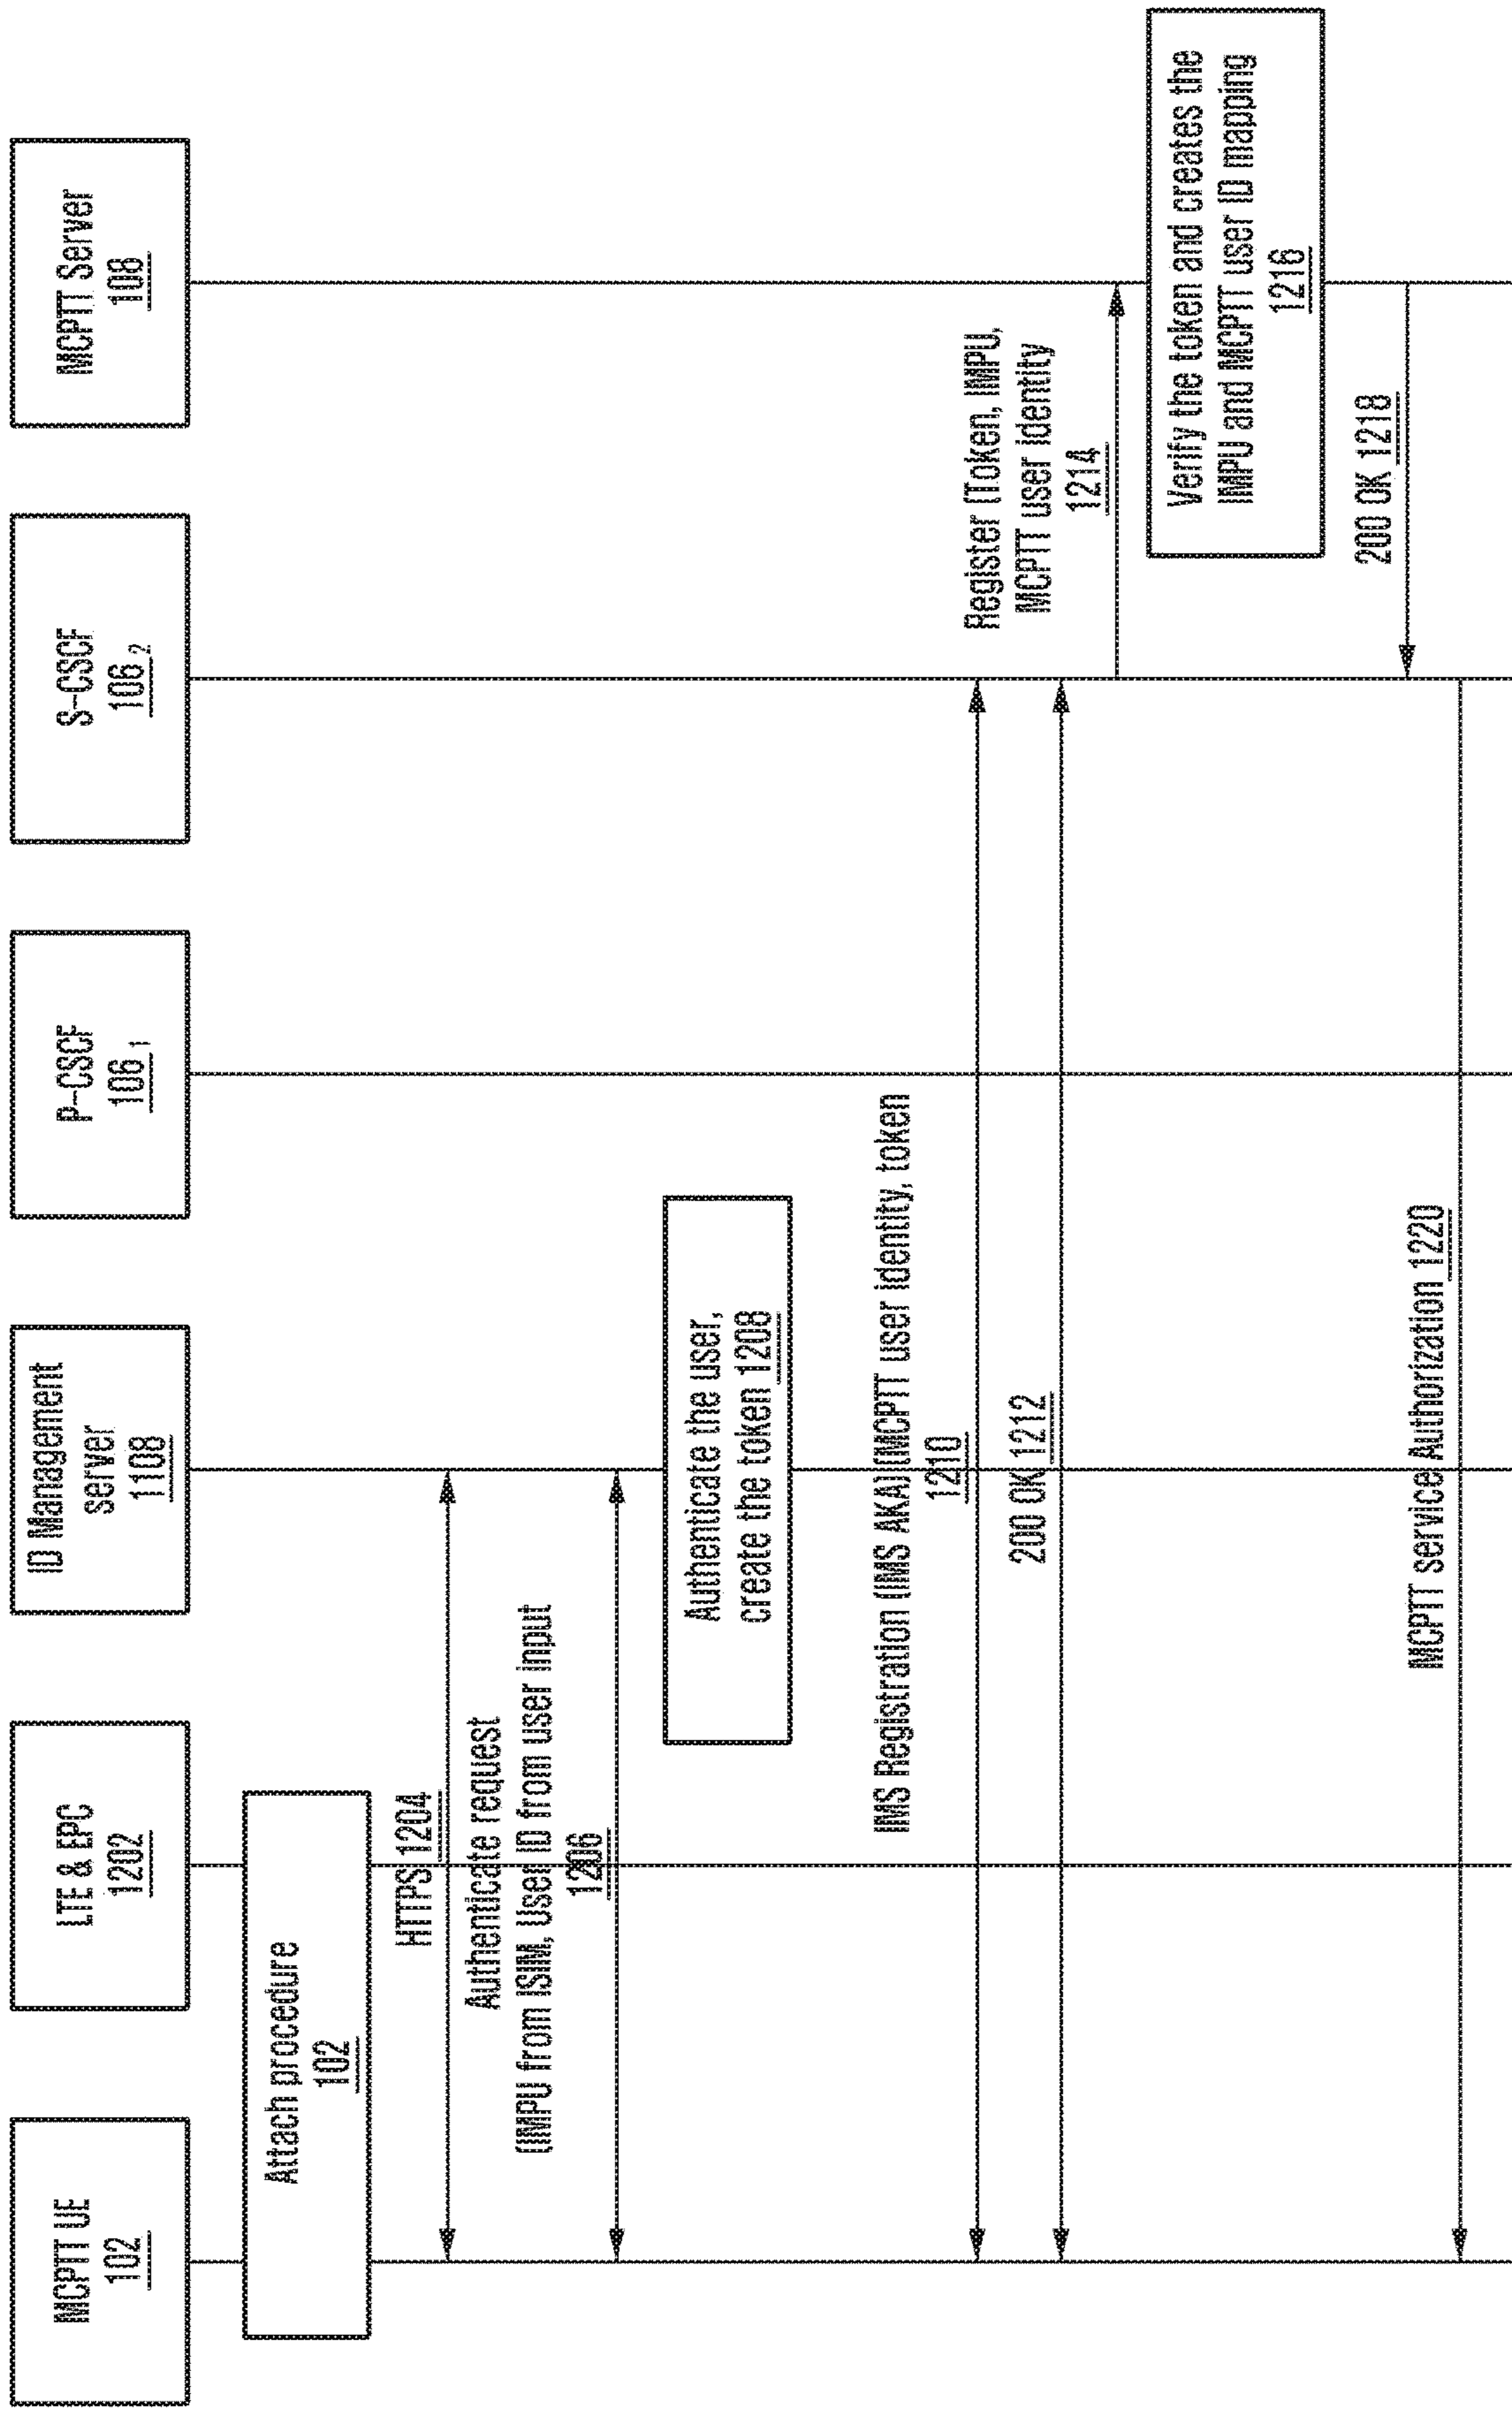 MCPTT UE
102
LTE & EPC
1202
ID Management
server
1108
P-CSCF
106 1
S-CSCF
106 2
MCPTT Server
108
Attach procedure
102
HTTPS 1204
Authenticate request
(IMPU from ISIM, User ID from user input
1206
Authenticate the user,
create the token 1208
IMS Registration (IMS AKA)(MCPTT user identity, token
1210
200 OK 1212
Register (Token, IMPU,
MCPTT user identity
1214
Verify the token and creates the
IMPU and MCPTT user ID mapping
1216
200 OK 1218
MCPTT service Authorization 1220